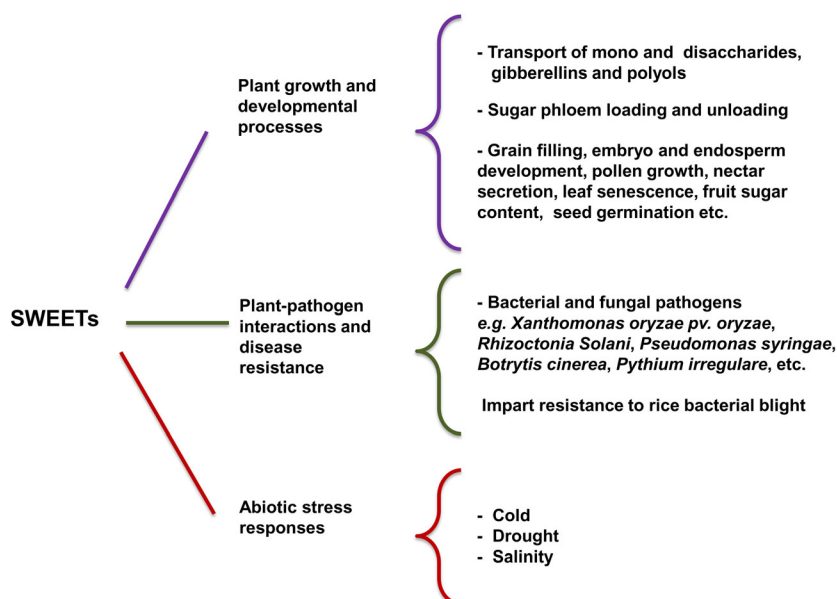 Plant growth and
developmental
processes
- Transport of mono and disaccharides,
gibberellins and polyols
- Sugar phloem loading and unloading
- Grain filling, embryo and endosperm
development, pollen growth, nectar
secretion, leaf senescence, fruit sugar
content, seed germination etc.
SWEETs
Plant-pathogen
interactions and
disease
resistance
- Bacterial and fungal pathogens
e.g. Xanthomonas oryzae pv. oryzae,
Rhizoctonia Solani, Pseudomonas syringae,
Botrytis cinerea, Pythium irregulare, etc.
Impart resistance to rice bacterial blight
Abiotic stress
responses
- Cold
- Drought
- Salinity